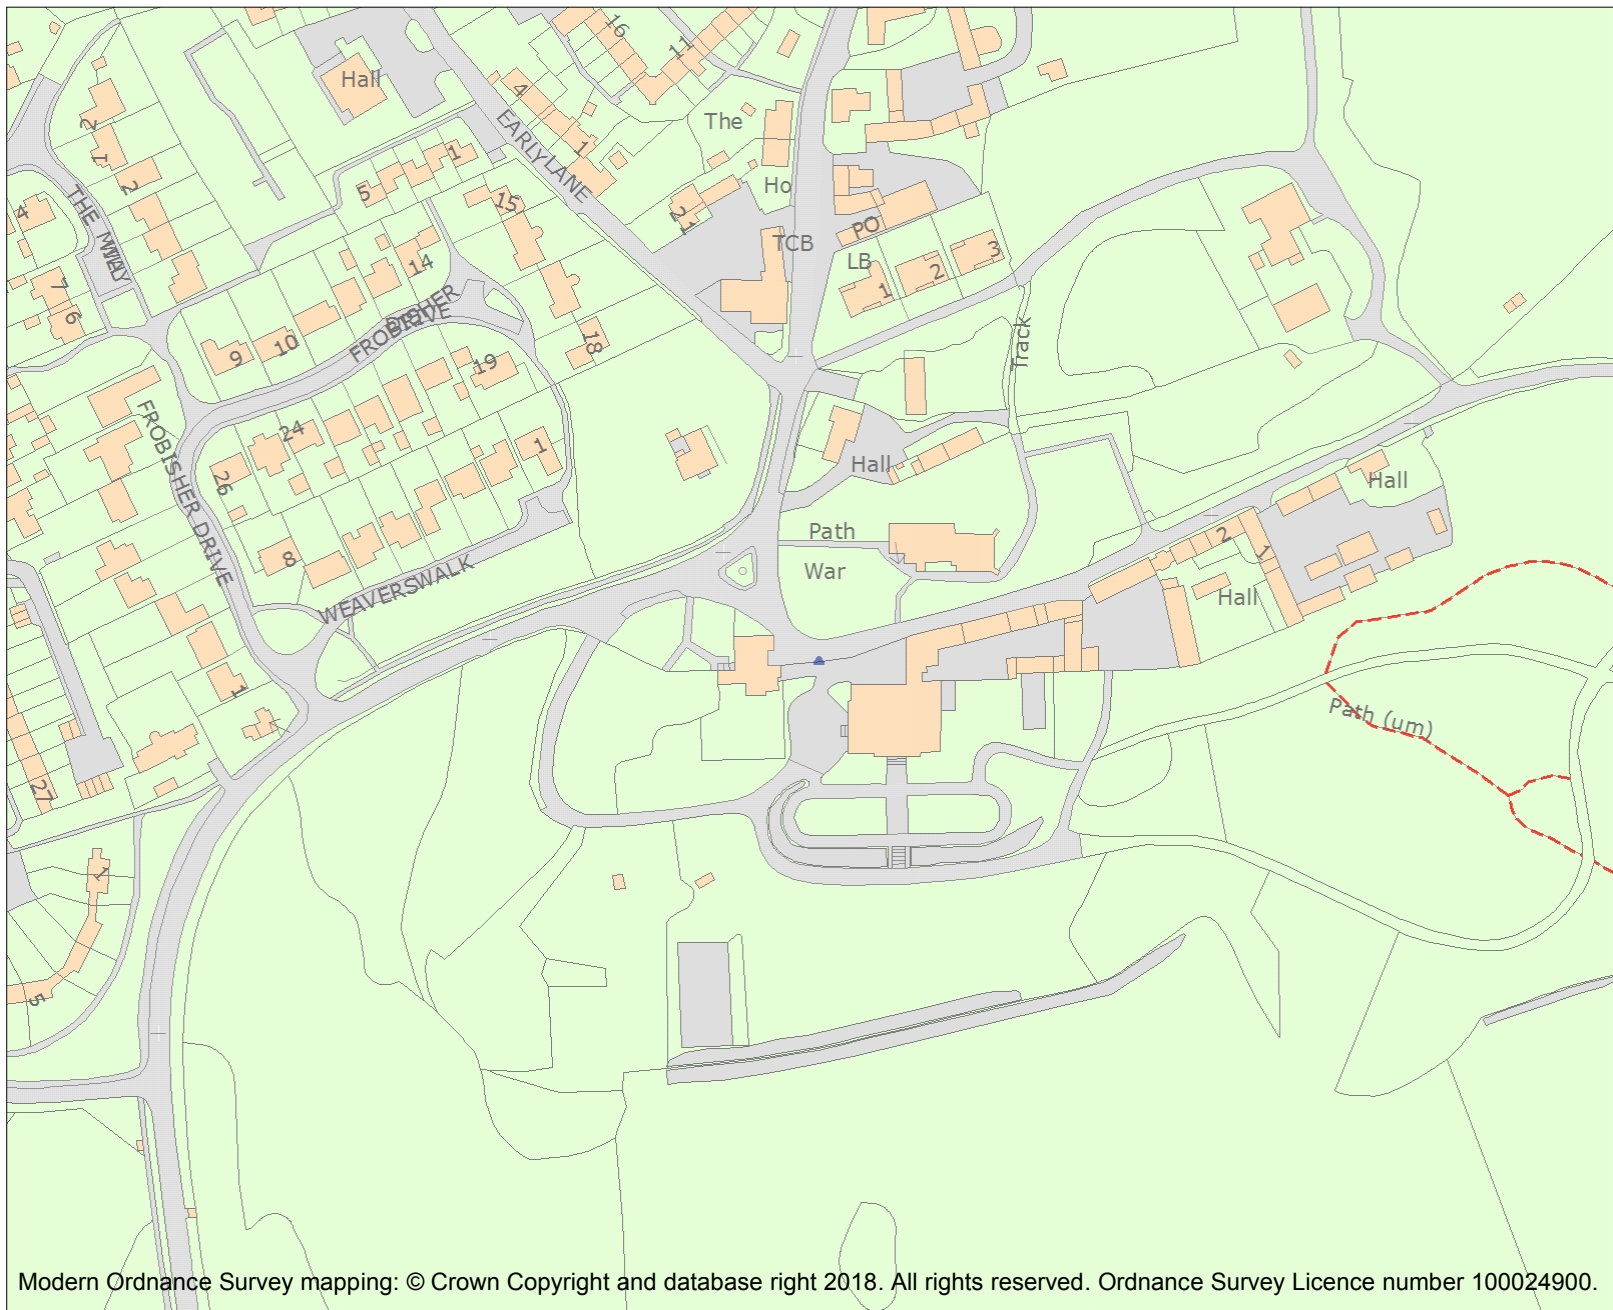 16
11
Hall
4
EARLY LANE
The
2
1
1
1
2
5
15
Ho
21
4
THE
WAY
PO
TCB
LB
3
2
1
14
7
6
FROBISHER
DRIVE
Track
18
9
10
19
FROBISHER DRIVE
24
1
26
Hall
Hall
Path
2
1
8
War
WEAVERS WALK
Hall
1
Path (um)
27
1
5
Modern Ordnance Survey mapping: © Crown Copyright and database right 2018. All rights reserved. Ordnance Survey Licence number 100024900.